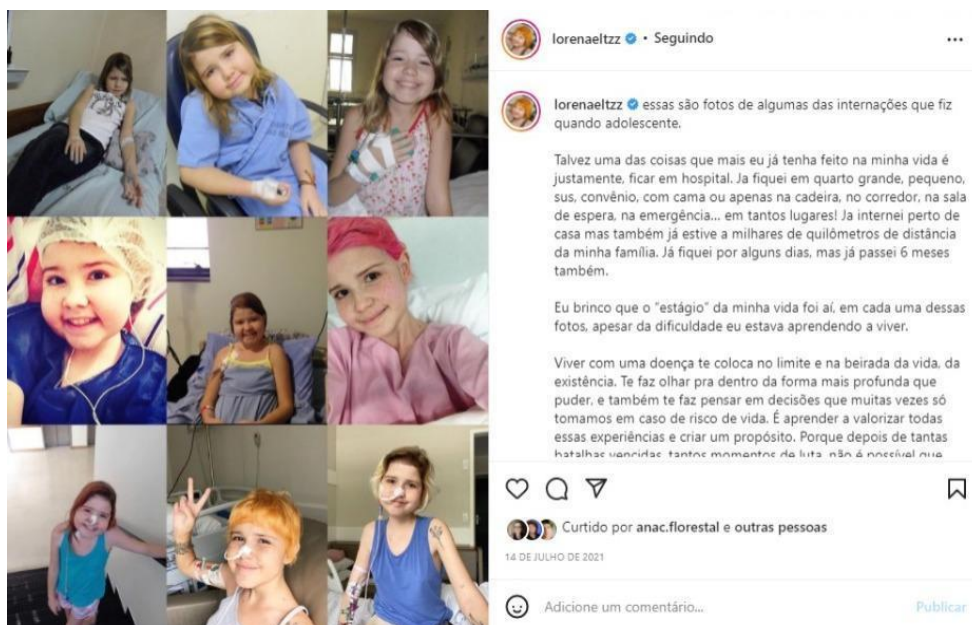 lorenaeltzz • Seguindo
lorenaeltzz essas são fotos de algumas das internações que fiz
quando adolescente.
Talvez uma das coisas que mais eu já tenha feito na minha vida é
justamente, ficar em hospital. Ja fiquei em quarto grande, pequeno,
sus, convênio, com cama ou apenas na cadeira, no corredor, na sala
de espera, na emergência... em tantos lugares! Ja internei perto de
casa mas também já estive a milhares de quilômetros de distância
da minha família. Já fiquei por alguns dias, mas já passei 6 meses
também.
Eu brinco que o "estágio" da minha vida foi aí, em cada uma dessas
fotos, apesar da dificuldade eu estava aprendendo a viver.
Viver com uma doença te coloca no limite e na beirada da vida, da
existência. Te faz olhar pra dentro da forma mais profunda que
puder, e também te faz pensar em decisões que muitas vezes só
tomamos em caso de risco de vida. É aprender a valorizar todas
essas experiências e criar um propósito. Porque depois de tantas
batalhas vencidas, tantos momentos de luta, não é possível que
Curtido por anac.florestal e outras pessoas
14 DE JULHO DE 2021
Adicione um comentário... Publicar